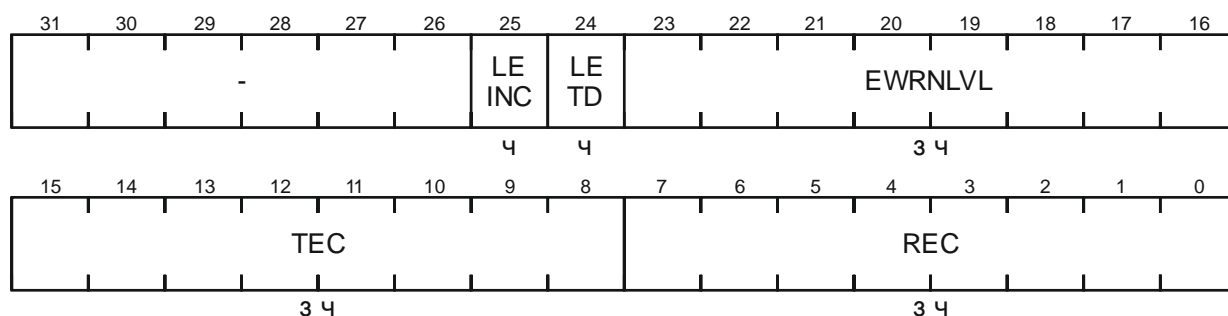 31 30 29 28 27 26 25 24 23 22 21 20 19 18 17 16
- LE INC LE TD EWRNLVL
ч ч з ч
15 14 13 12 11 10 9 8 7 6 5 4 3 2 1 0
TEC REC
з ч з ч